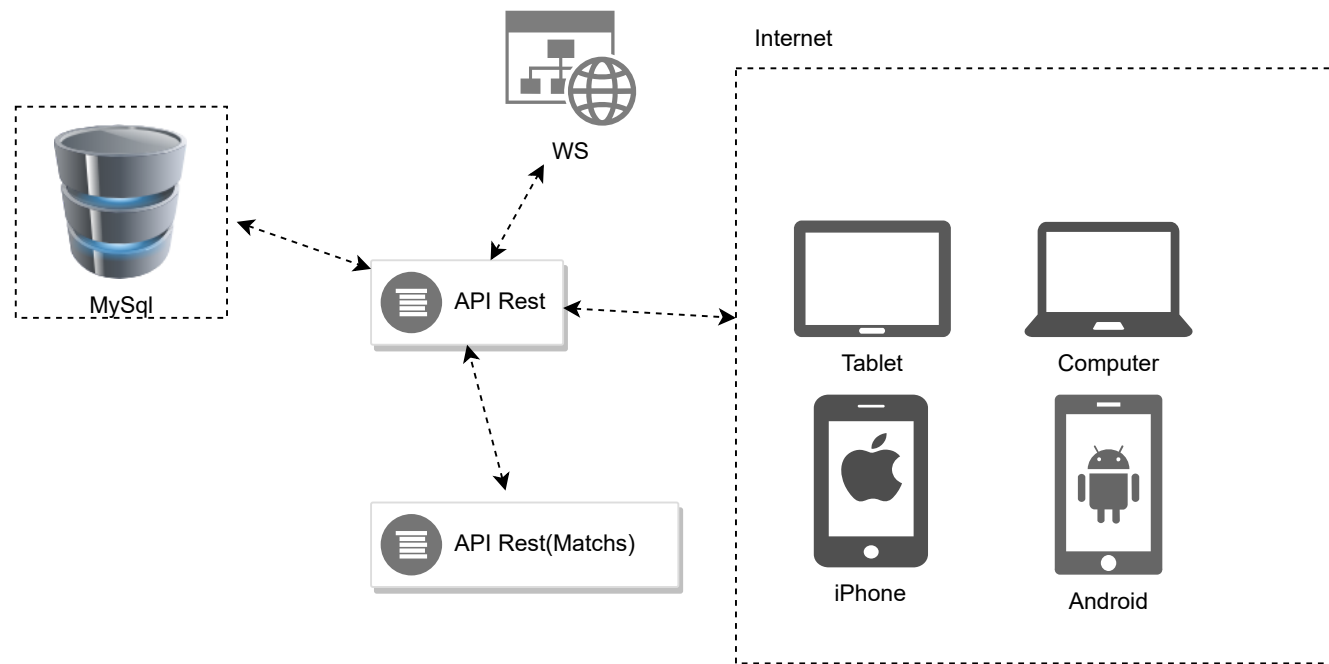 Internet
WS
MySql
API Rest
Tablet
Computer
API Rest(Matchs)
iPhone
Android